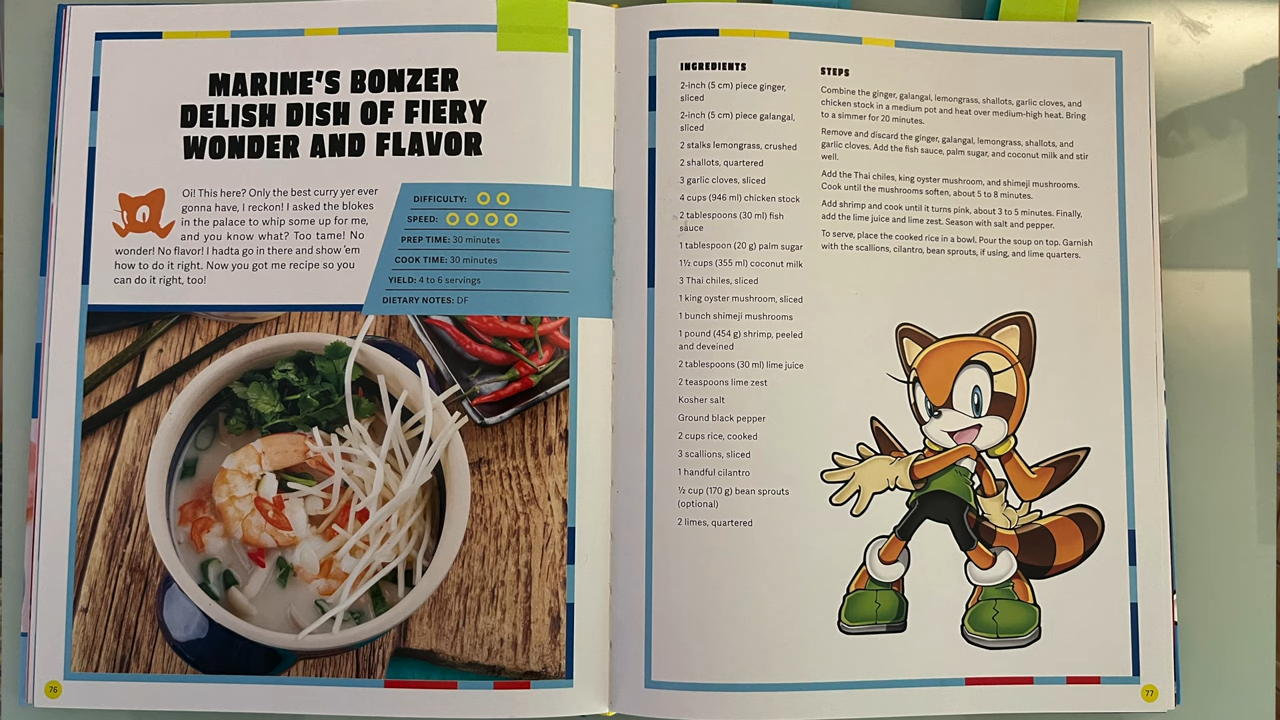 MARINE'S BONZER
DELISH DISH OF FIERY
WONDER AND FLAVOR
Oi! This here? Only the best curry yer ever
gonna have, I reckon! I asked the blokes
in the palace to whip some up for me,
and you know what? Too tame! No
wonder! No flavor! I hadta go in there and show 'em
how to do it right. Now you got me recipe so you
can do it right, too!
DIFFICULTY:
SPEED:
PREP TIME: 30 minutes
COOK TIME: 30 minutes
YIELD: 4 to 6 servings
DIETARY NOTES: DF
76
INGREDIENTS
2-inch (5 cm) piece ginger,
sliced
2-inch (5 cm) piece galangal,
sliced
2 stalks lemongrass, crushed
2 shallots, quartered
3 garlic cloves, sliced
4 cups (946 ml) chicken stock
2 tablespoons (30 ml) fish
sauce
1 tablespoon (20 g) palm sugar
1½ cups (355 ml) coconut milk
3 Thai chiles, sliced
1 king oyster mushroom, sliced
1 bunch shimeji mushrooms
1 pound (454 g) shrimp, peeled
and deveined
2 tablespoons (30 ml) lime juice
2 teaspoons lime zest
Kosher salt
Ground black pepper
2 cups rice, cooked
3 scallions, sliced
1 handful cilantro
½ cup (170 g) bean sprouts
(optional)
2 limes, quartered
STEPS
Combine the ginger, galangal, lemongrass, shallots, garlic cloves, and
chicken stock in a medium pot and heat over medium-high heat. Bring
to a simmer for 20 minutes.
Remove and discard the ginger, galangal, lemongrass, shallots, and
garlic cloves. Add the fish sauce, palm sugar, and coconut milk and stir
well.
Add the Thai chiles, king oyster mushroom, and shimeji mushrooms.
Cook until the mushrooms soften, about 5 to 8 minutes.
Add shrimp and cook until it turns pink, about 3 to 5 minutes. Finally,
add the lime juice and lime zest. Season with salt and pepper.
To serve, place the cooked rice in a bowl. Pour the soup on top. Garnish
with the scallions, cilantro, bean sprouts, if using, and lime quarters.
77